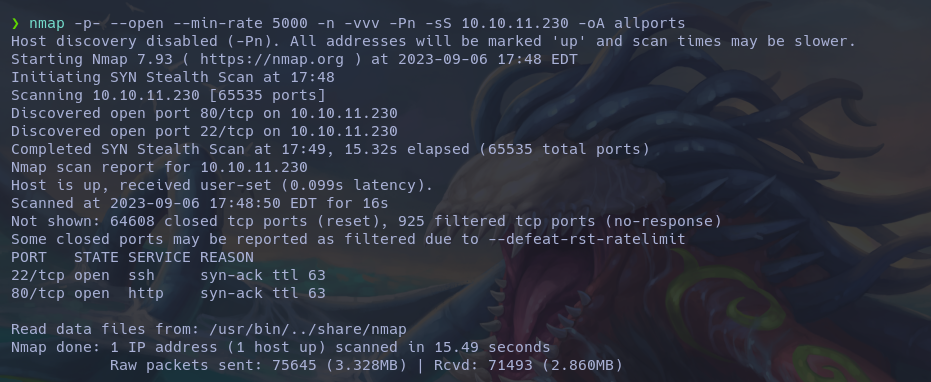 ❯ nmap -p- --open --min-rate 5000 -n -vvv -Pn -sS 10.10.11.230 -oA allports
Host discovery disabled (-Pn). All addresses will be marked 'up' and scan times may be slower.
Starting Nmap 7.93 ( https://nmap.org ) at 2023-09-06 17:48 EDT
Initiating SYN Stealth Scan at 17:48
Scanning 10.10.11.230 [65535 ports]
Discovered open port 80/tcp on 10.10.11.230
Discovered open port 22/tcp on 10.10.11.230
Completed SYN Stealth Scan at 17:49, 15.32s elapsed (65535 total ports)
Nmap scan report for 10.10.11.230
Host is up, received user-set (0.099s latency).
Scanned at 2023-09-06 17:48:50 EDT for 16s
Not shown: 64608 closed tcp ports (reset), 925 filtered tcp ports (no-response)
Some closed ports may be reported as filtered due to --defeat-rst-ratelimit
PORT   STATE SERVICE REASON
22/tcp open  ssh     syn-ack ttl 63
80/tcp open  http    syn-ack ttl 63
Read data files from: /usr/bin/../share/nmap
Nmap done: 1 IP address (1 host up) scanned in 15.49 seconds
           Raw packets sent: 75645 (3.328MB) | Rcvd: 71493 (2.860MB)